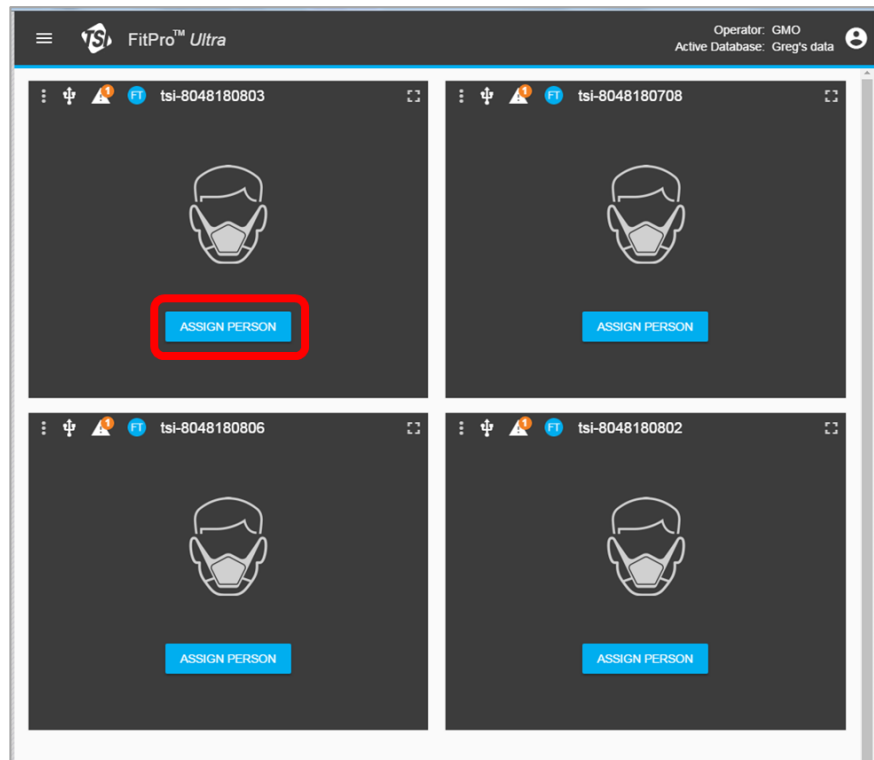 TSI FitPro™ Ultra
Operator: GMO
Active Database: Greg's data
1 FT tsi-8048180803
ASSIGN PERSON
1 FT tsi-8048180708
ASSIGN PERSON
1 FT tsi-8048180806
ASSIGN PERSON
1 FT tsi-8048180802
ASSIGN PERSON